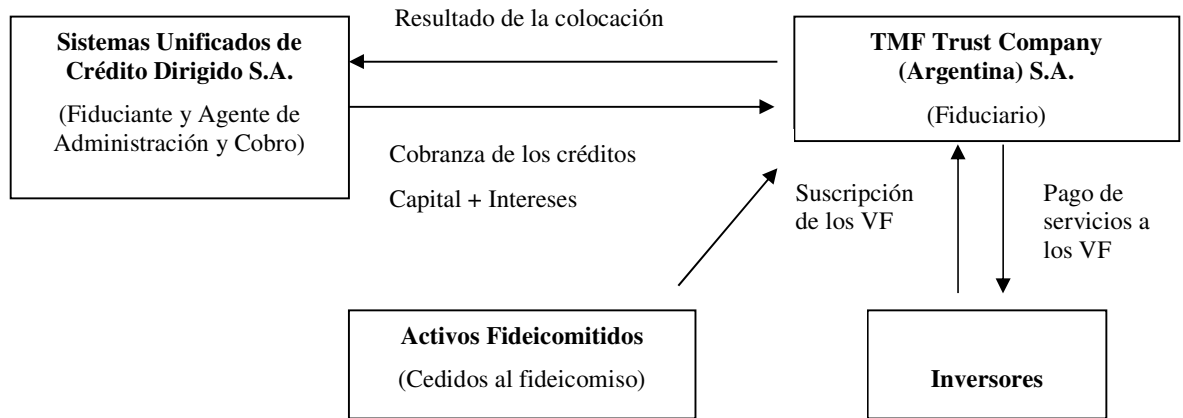 Resultado de la colocación
Sistemas Unificados de
Crédito Dirigido S.A.
(Fiduciante y Agente de
Administración y Cobro)
TMF Trust Company
(Argentina) S.A.
(Fiduciario)
Cobranza de los créditos
Capital + Intereses
Suscripción
de los VF
Pago de
servicios a
los VF
Activos Fideicomitidos
(Cedidos al fideicomiso)
Inversores